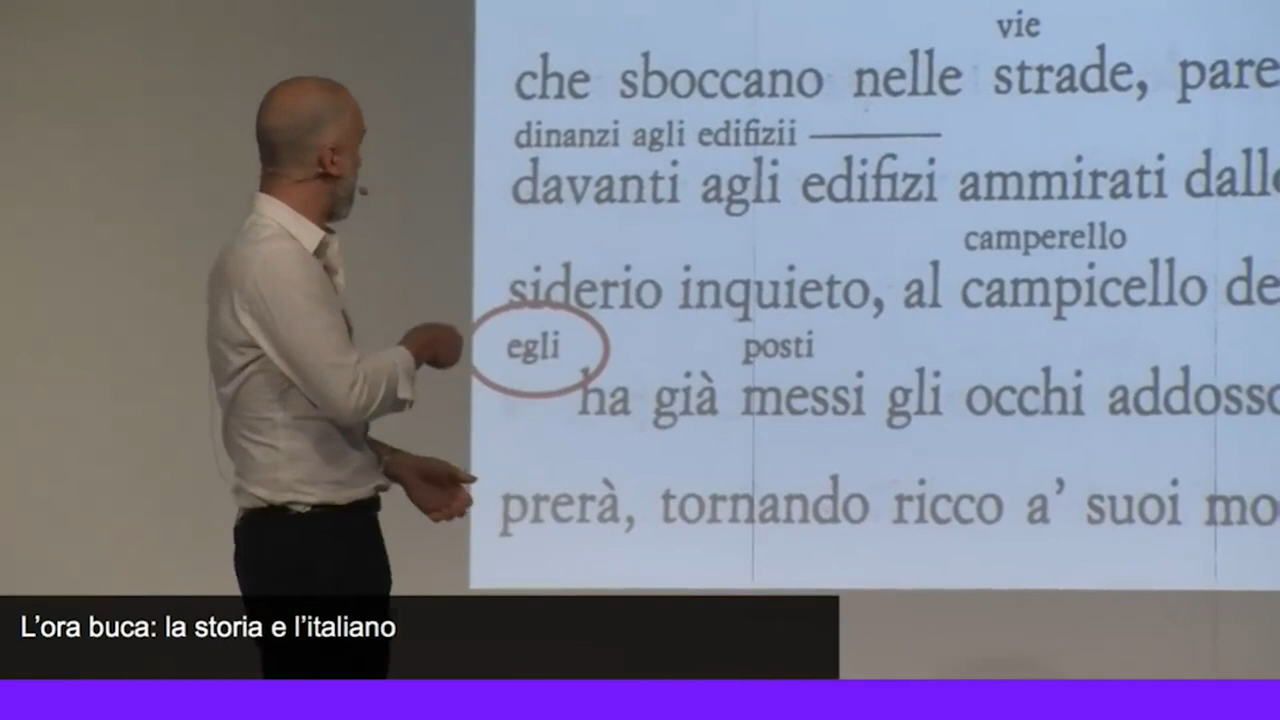 vie
che sboccano nelle strade, pare
dinanzi agli edifizii
davanti agli edifizi ammirati dall
camperello
siderio inquieto, al campicello de
egli posti
ha già messi gli occhi addosso
prerà, tornando ricco a' suoi mo
L'ora buca: la storia e l'italiano